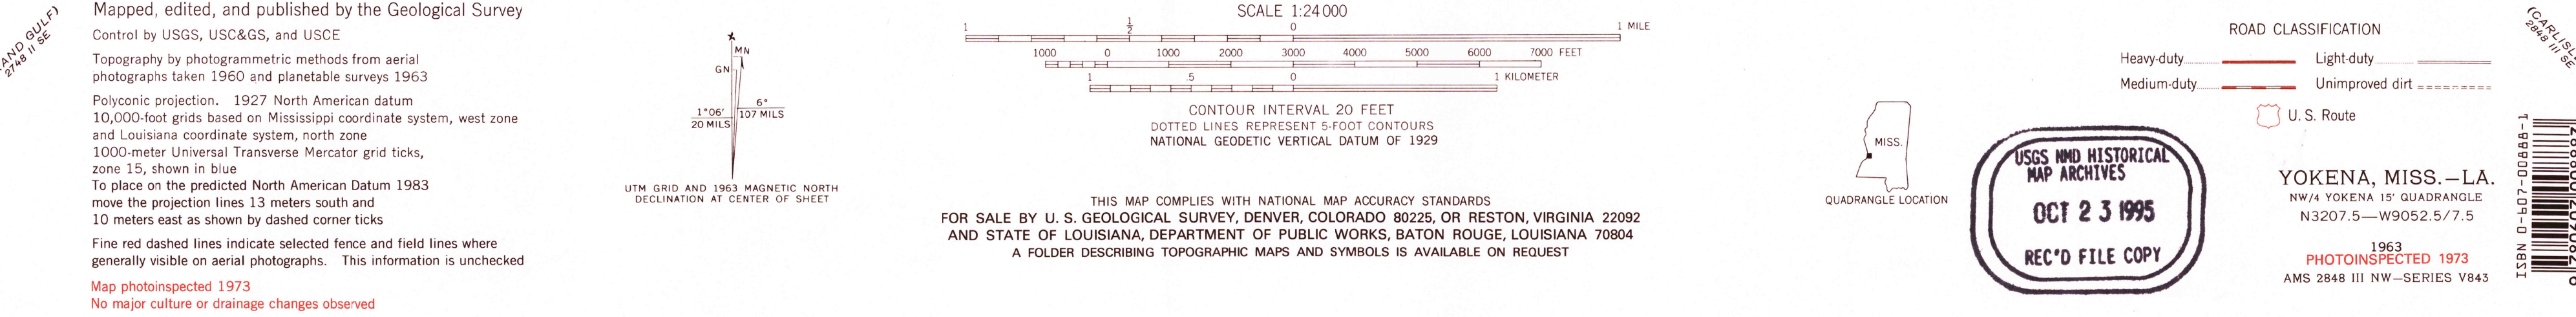 AND GULF)
2748 II SE
Mapped, edited, and published by the Geological Survey
Control by USGS, USC&GS, and USCE
Topography by photogrammetric methods from aerial
photographs taken 1960 and planetable surveys 1963
Polyconic projection. 1927 North American datum
10,000-foot grids based on Mississippi coordinate system, west zone
and Louisiana coordinate system, north zone
1000-meter Universal Transverse Mercator grid ticks,
zone 15, shown in blue
To place on the predicted North American Datum 1983
move the projection lines 13 meters south and
10 meters east as shown by dashed corner ticks
Fine red dashed lines indicate selected fence and field lines where
generally visible on aerial photographs. This information is unchecked
Map photoinspected 1973
No major culture or drainage changes observed
MN
GN
1°06′ 6°
20 MILS 107 MILS
UTM GRID AND 1963 MAGNETIC NORTH
DECLINATION AT CENTER OF SHEET
SCALE 1:24 000
1 1/2 0 1 MILE
1000 0 1000 2000 3000 4000 5000 6000 7000 FEET
1 .5 0 1 KILOMETER
CONTOUR INTERVAL 20 FEET
DOTTED LINES REPRESENT 5-FOOT CONTOURS
NATIONAL GEODETIC VERTICAL DATUM OF 1929
THIS MAP COMPLIES WITH NATIONAL MAP ACCURACY STANDARDS
FOR SALE BY U. S. GEOLOGICAL SURVEY, DENVER, COLORADO 80225, OR RESTON, VIRGINIA 22092
AND STATE OF LOUISIANA, DEPARTMENT OF PUBLIC WORKS, BATON ROUGE, LOUISIANA 70804
A FOLDER DESCRIBING TOPOGRAPHIC MAPS AND SYMBOLS IS AVAILABLE ON REQUEST
MISS.
QUADRANGLE LOCATION
USGS NMD HISTORICAL
MAP ARCHIVES
OCT 23 1995
REC'D FILE COPY
ROAD CLASSIFICATION
Heavy-duty Light-duty
Medium-duty Unimproved dirt
U. S. Route
YOKENA, MISS.–LA.
NW/4 YOKENA 15′ QUADRANGLE
N3207.5—W9052.5/7.5
1963
PHOTOINSPECTED 1973
AMS 2848 III NW–SERIES V843
(CARLISL
2848 III SE
ISBN 0-607-00888-1